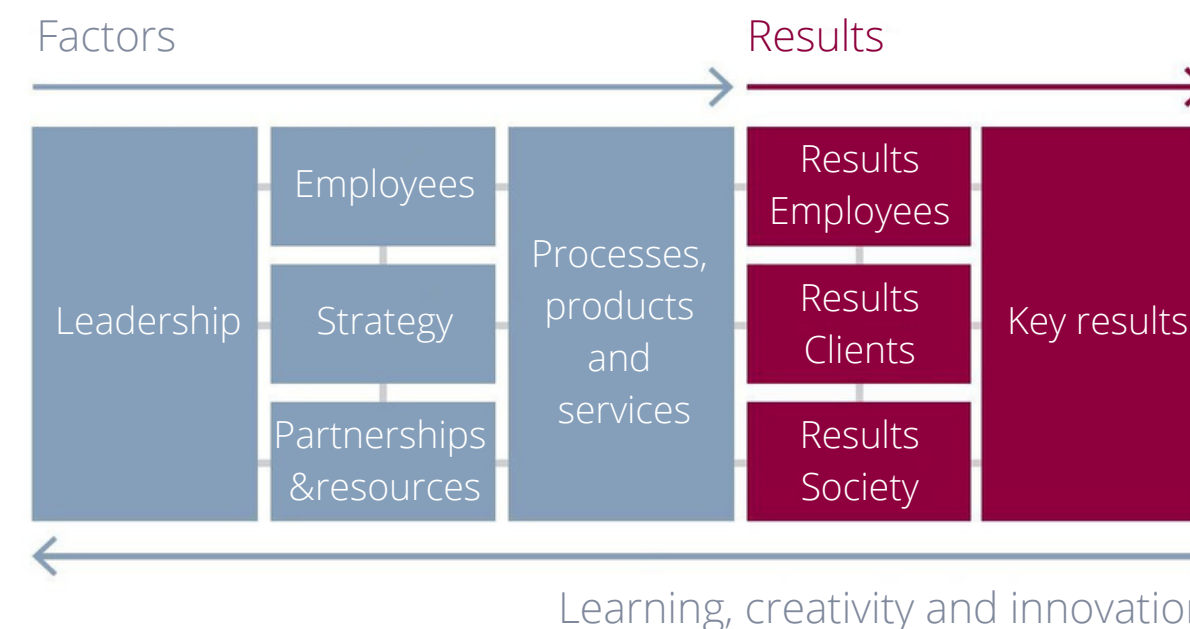 Factors
Results
Leadership
Employees
Strategy
Partnerships
&resources
Processes,
products
and
services
Results
Employees
Results
Clients
Results
Society
Key results
Learning, creativity and innovation